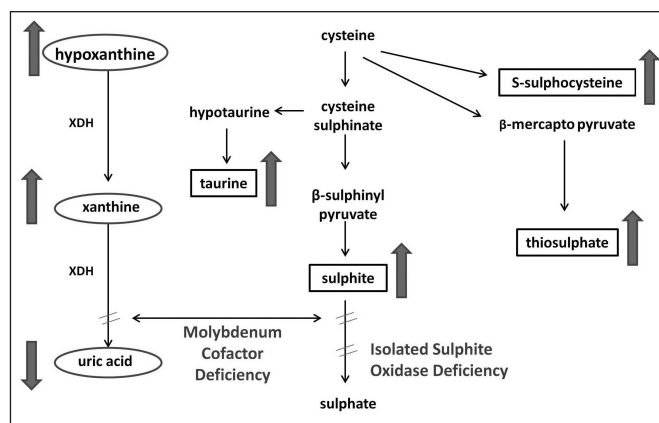 hypoxanthine
XDH
xanthine
XDH
uric acid
Molybdenum
Cofactor
Deficiency
cysteine
cysteine
sulphinate
hypotaurine
taurine
β-sulphinyl
pyruvate
sulphite
Isolated Sulphite
Oxidase Deficiency
sulphate
S-sulphocysteine
β-mercapto pyruvate
thiosulphate